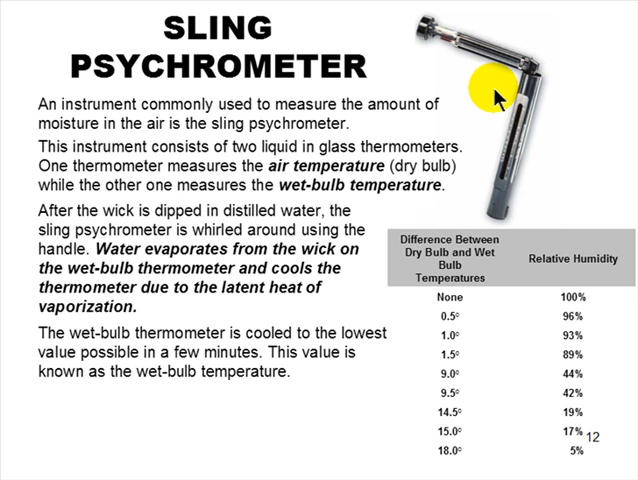 SLING
PSYCHROMETER
An instrument commonly used to measure the amount of
moisture in the air is the sling psychrometer.
This instrument consists of two liquid in glass thermometers.
One thermometer measures the air temperature (dry bulb)
while the other one measures the wet-bulb temperature.
After the wick is dipped in distilled water, the
sling psychrometer is whirled around using the
handle. Water evaporates from the wick on
the wet-bulb thermometer and cools the
thermometer due to the latent heat of
vaporization.
The wet-bulb thermometer is cooled to the lowest
value possible in a few minutes. This value is
known as the wet-bulb temperature.
Difference Between
Dry Bulb and Wet
Bulb
Temperatures
Relative Humidity
None 100%
0.5° 96%
1.0° 93%
1.5° 89%
9.0° 44%
9.5° 42%
14.5° 19%
15.0° 17%
18.0° 5%
12